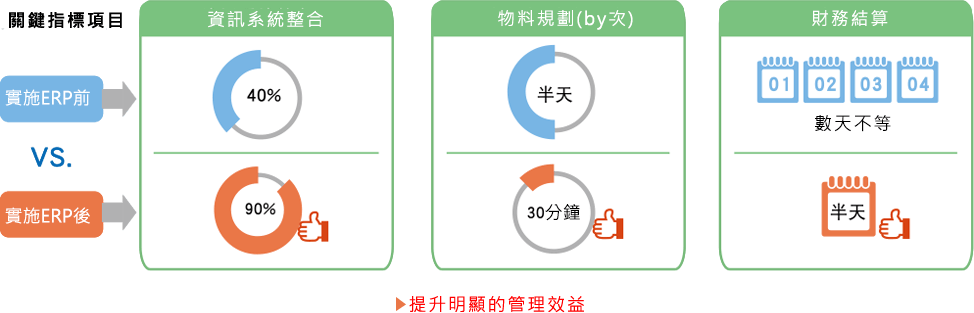 關鍵指標項目
資訊系統整合
物料規劃(by次)
財務結算
實施ERP前
40%
半天
01 02 03 04
數天不等
VS.
實施ERP後
90%
30分鐘
半天
提升明顯的管理效益